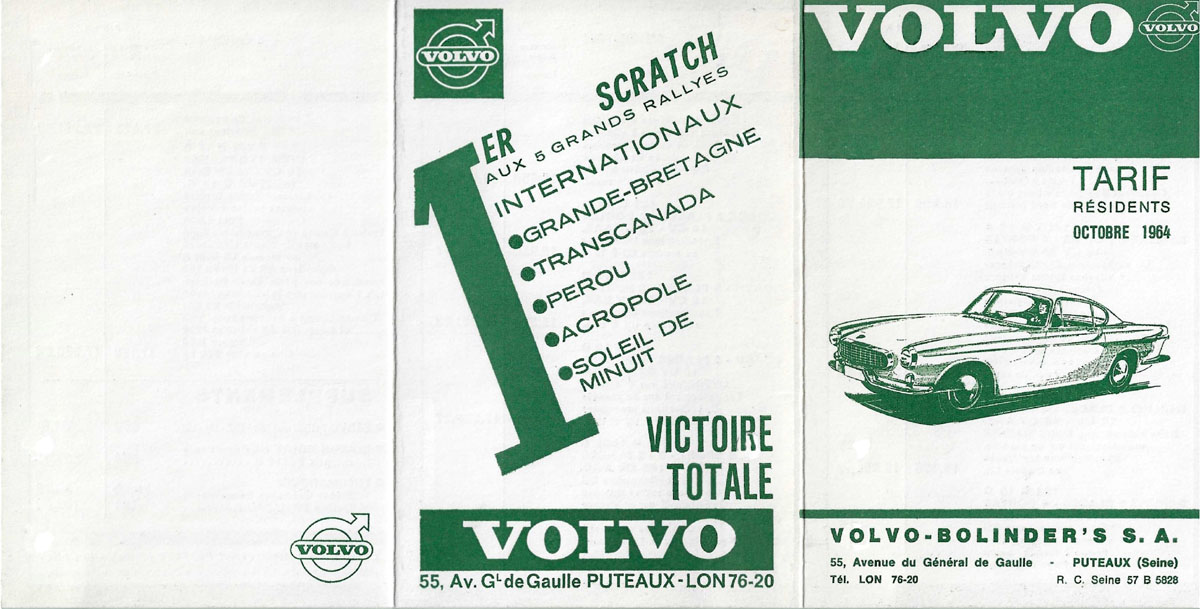 VOLVO
VOLVO
1ER
SCRATCH
AUX 5 GRANDS RALLYES
INTERNATIONAUX
●GRANDE-BRETAGNE
●TRANSCANADA
●PEROU
●ACROPOLE
●SOLEIL DE
MINUIT
VICTOIRE
TOTALE
VOLVO
55, Av. GL de Gaulle PUTEAUX - LON 76-20
VOLVO
VOLVO
TARIF
RÉSIDENTS
OCTOBRE 1964
VOLVO-BOLINDER'S S. A.
55, Avenue du Général de Gaulle - PUTEAUX (Seine)
Tél. LON 76-20 R. C. Seine 57 B 5828